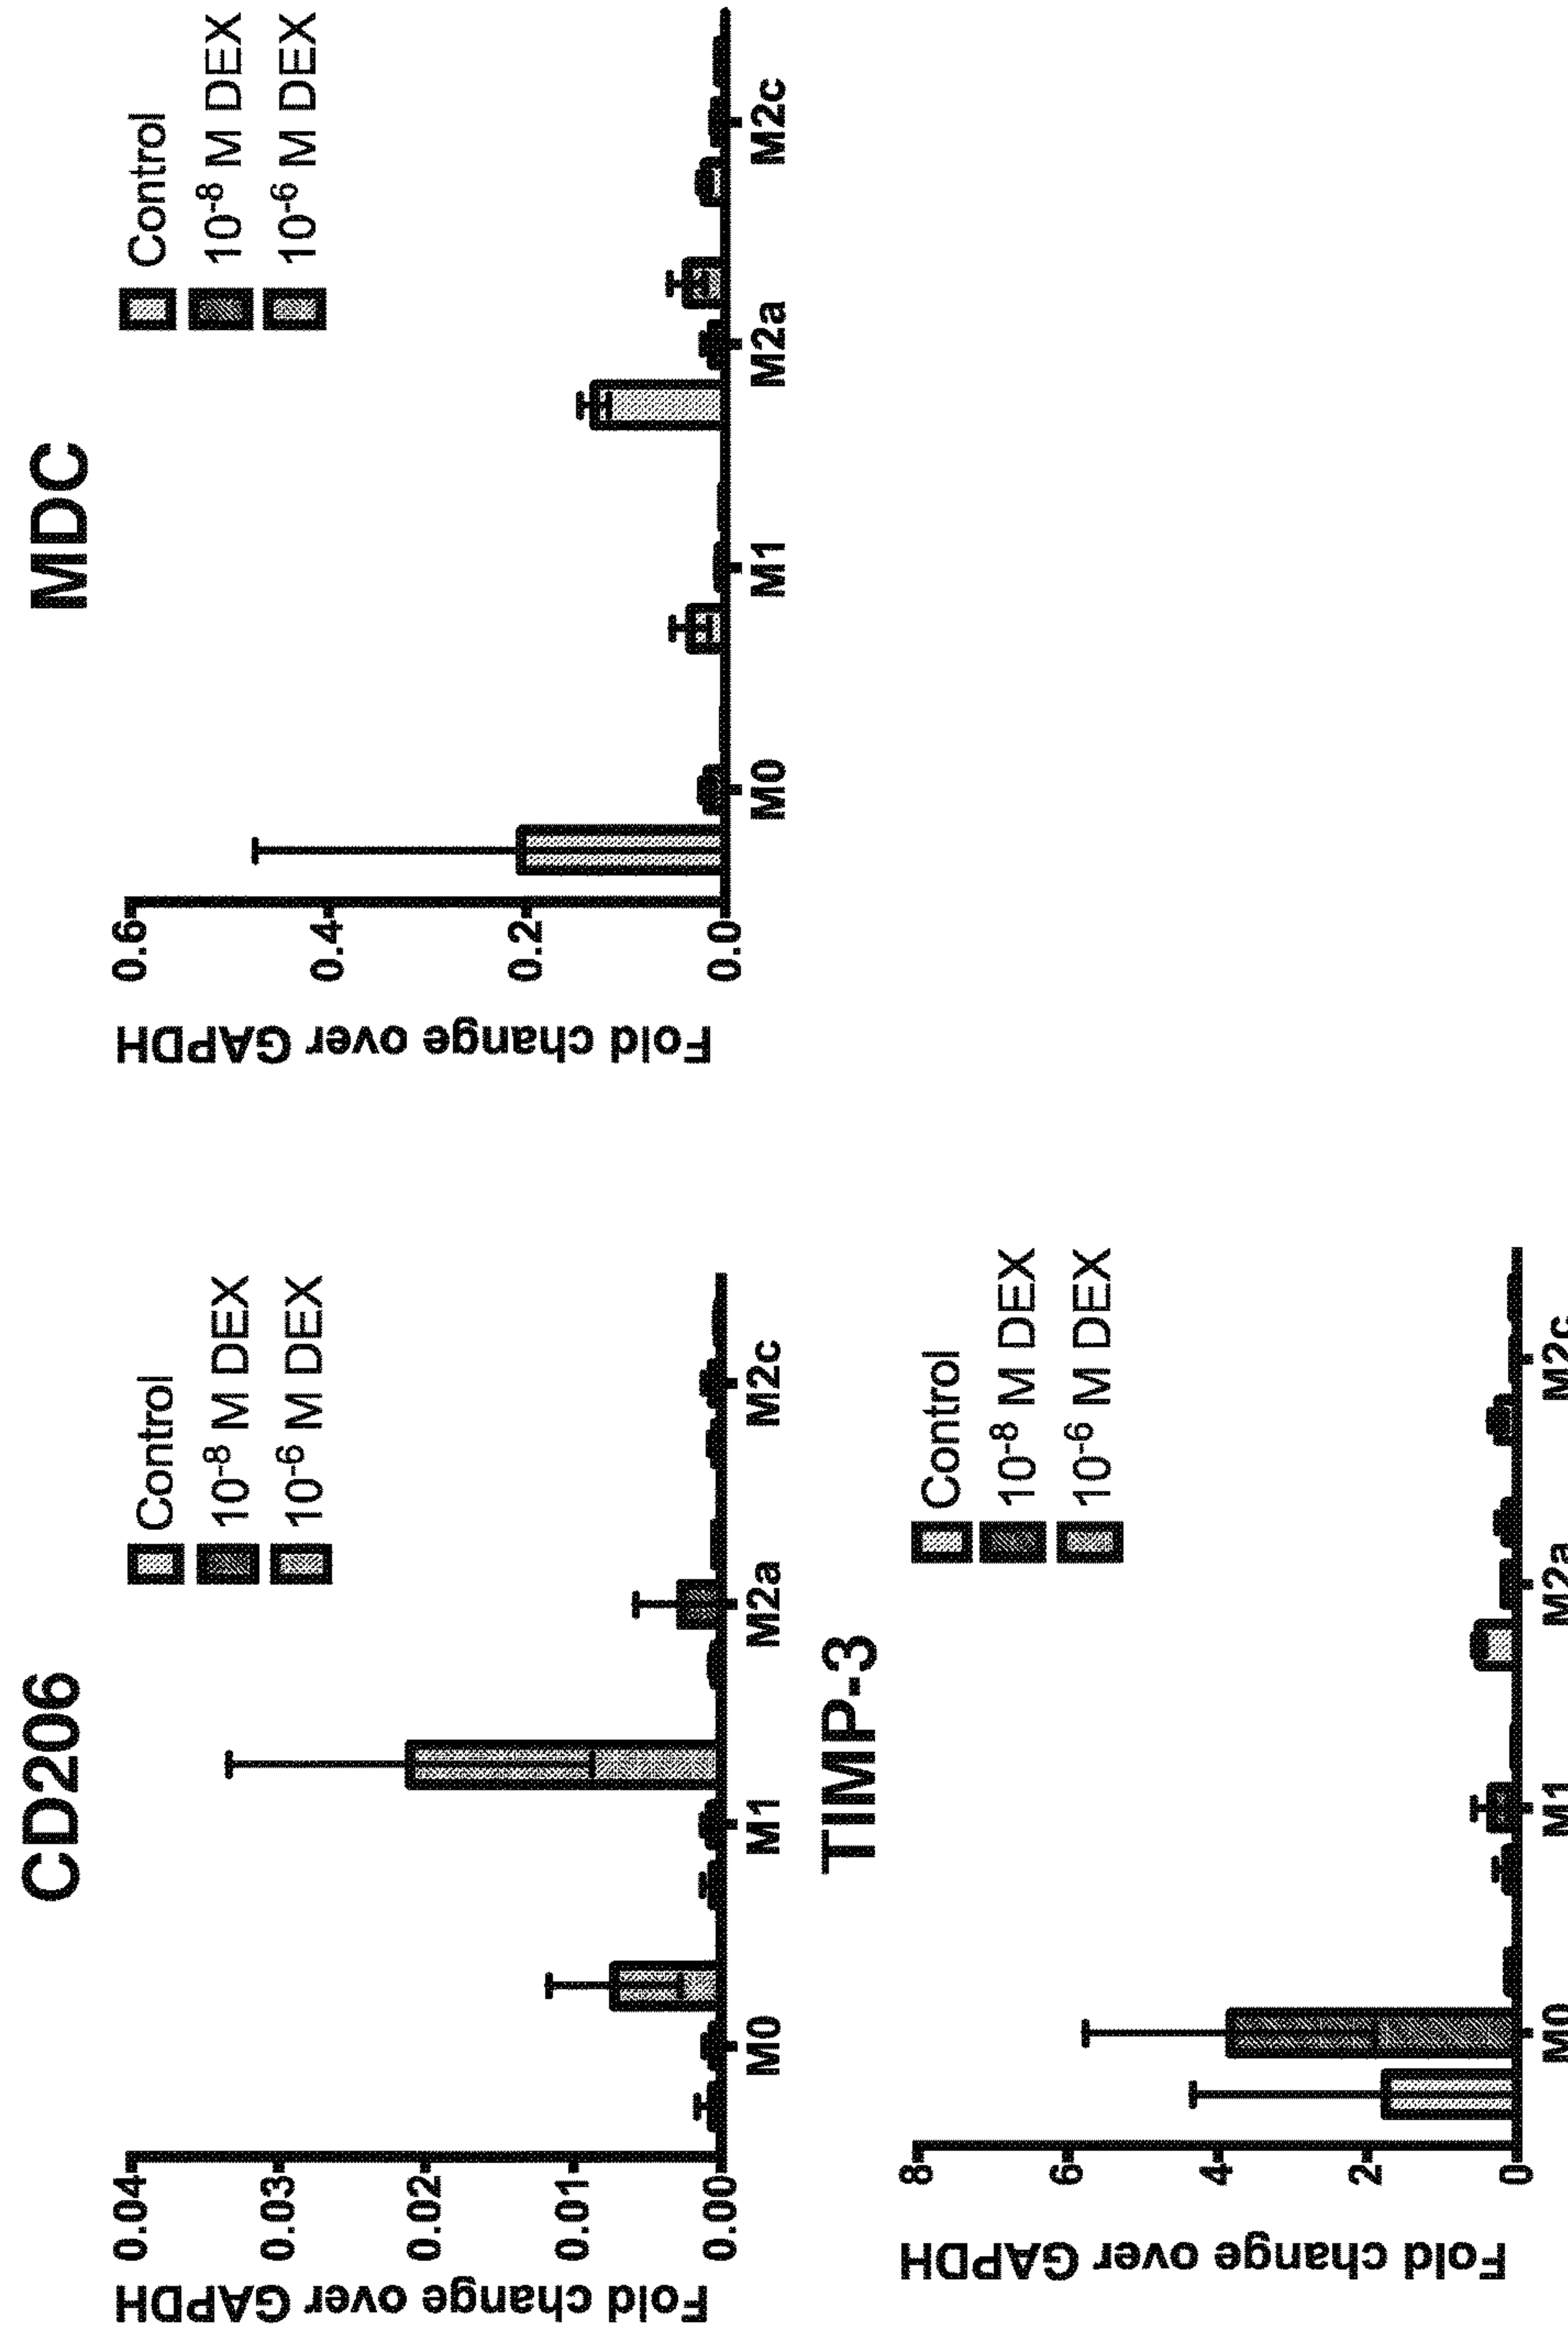 CD206
Fold change over GAPDH
0.04
0.03
0.02
0.01
0.00
M0
M1
M2a
M2c
Control
10⁻⁸ M DEX
10⁻⁶ M DEX
MDC
Fold change over GAPDH
0.6
0.4
0.2
0.0
M0
M1
M2a
M2c
Control
10⁻⁸ M DEX
10⁻⁶ M DEX
TIMP-3
Fold change over GAPDH
8
6
4
2
0
M0
M1
M2a
M2c
Control
10⁻⁸ M DEX
10⁻⁶ M DEX